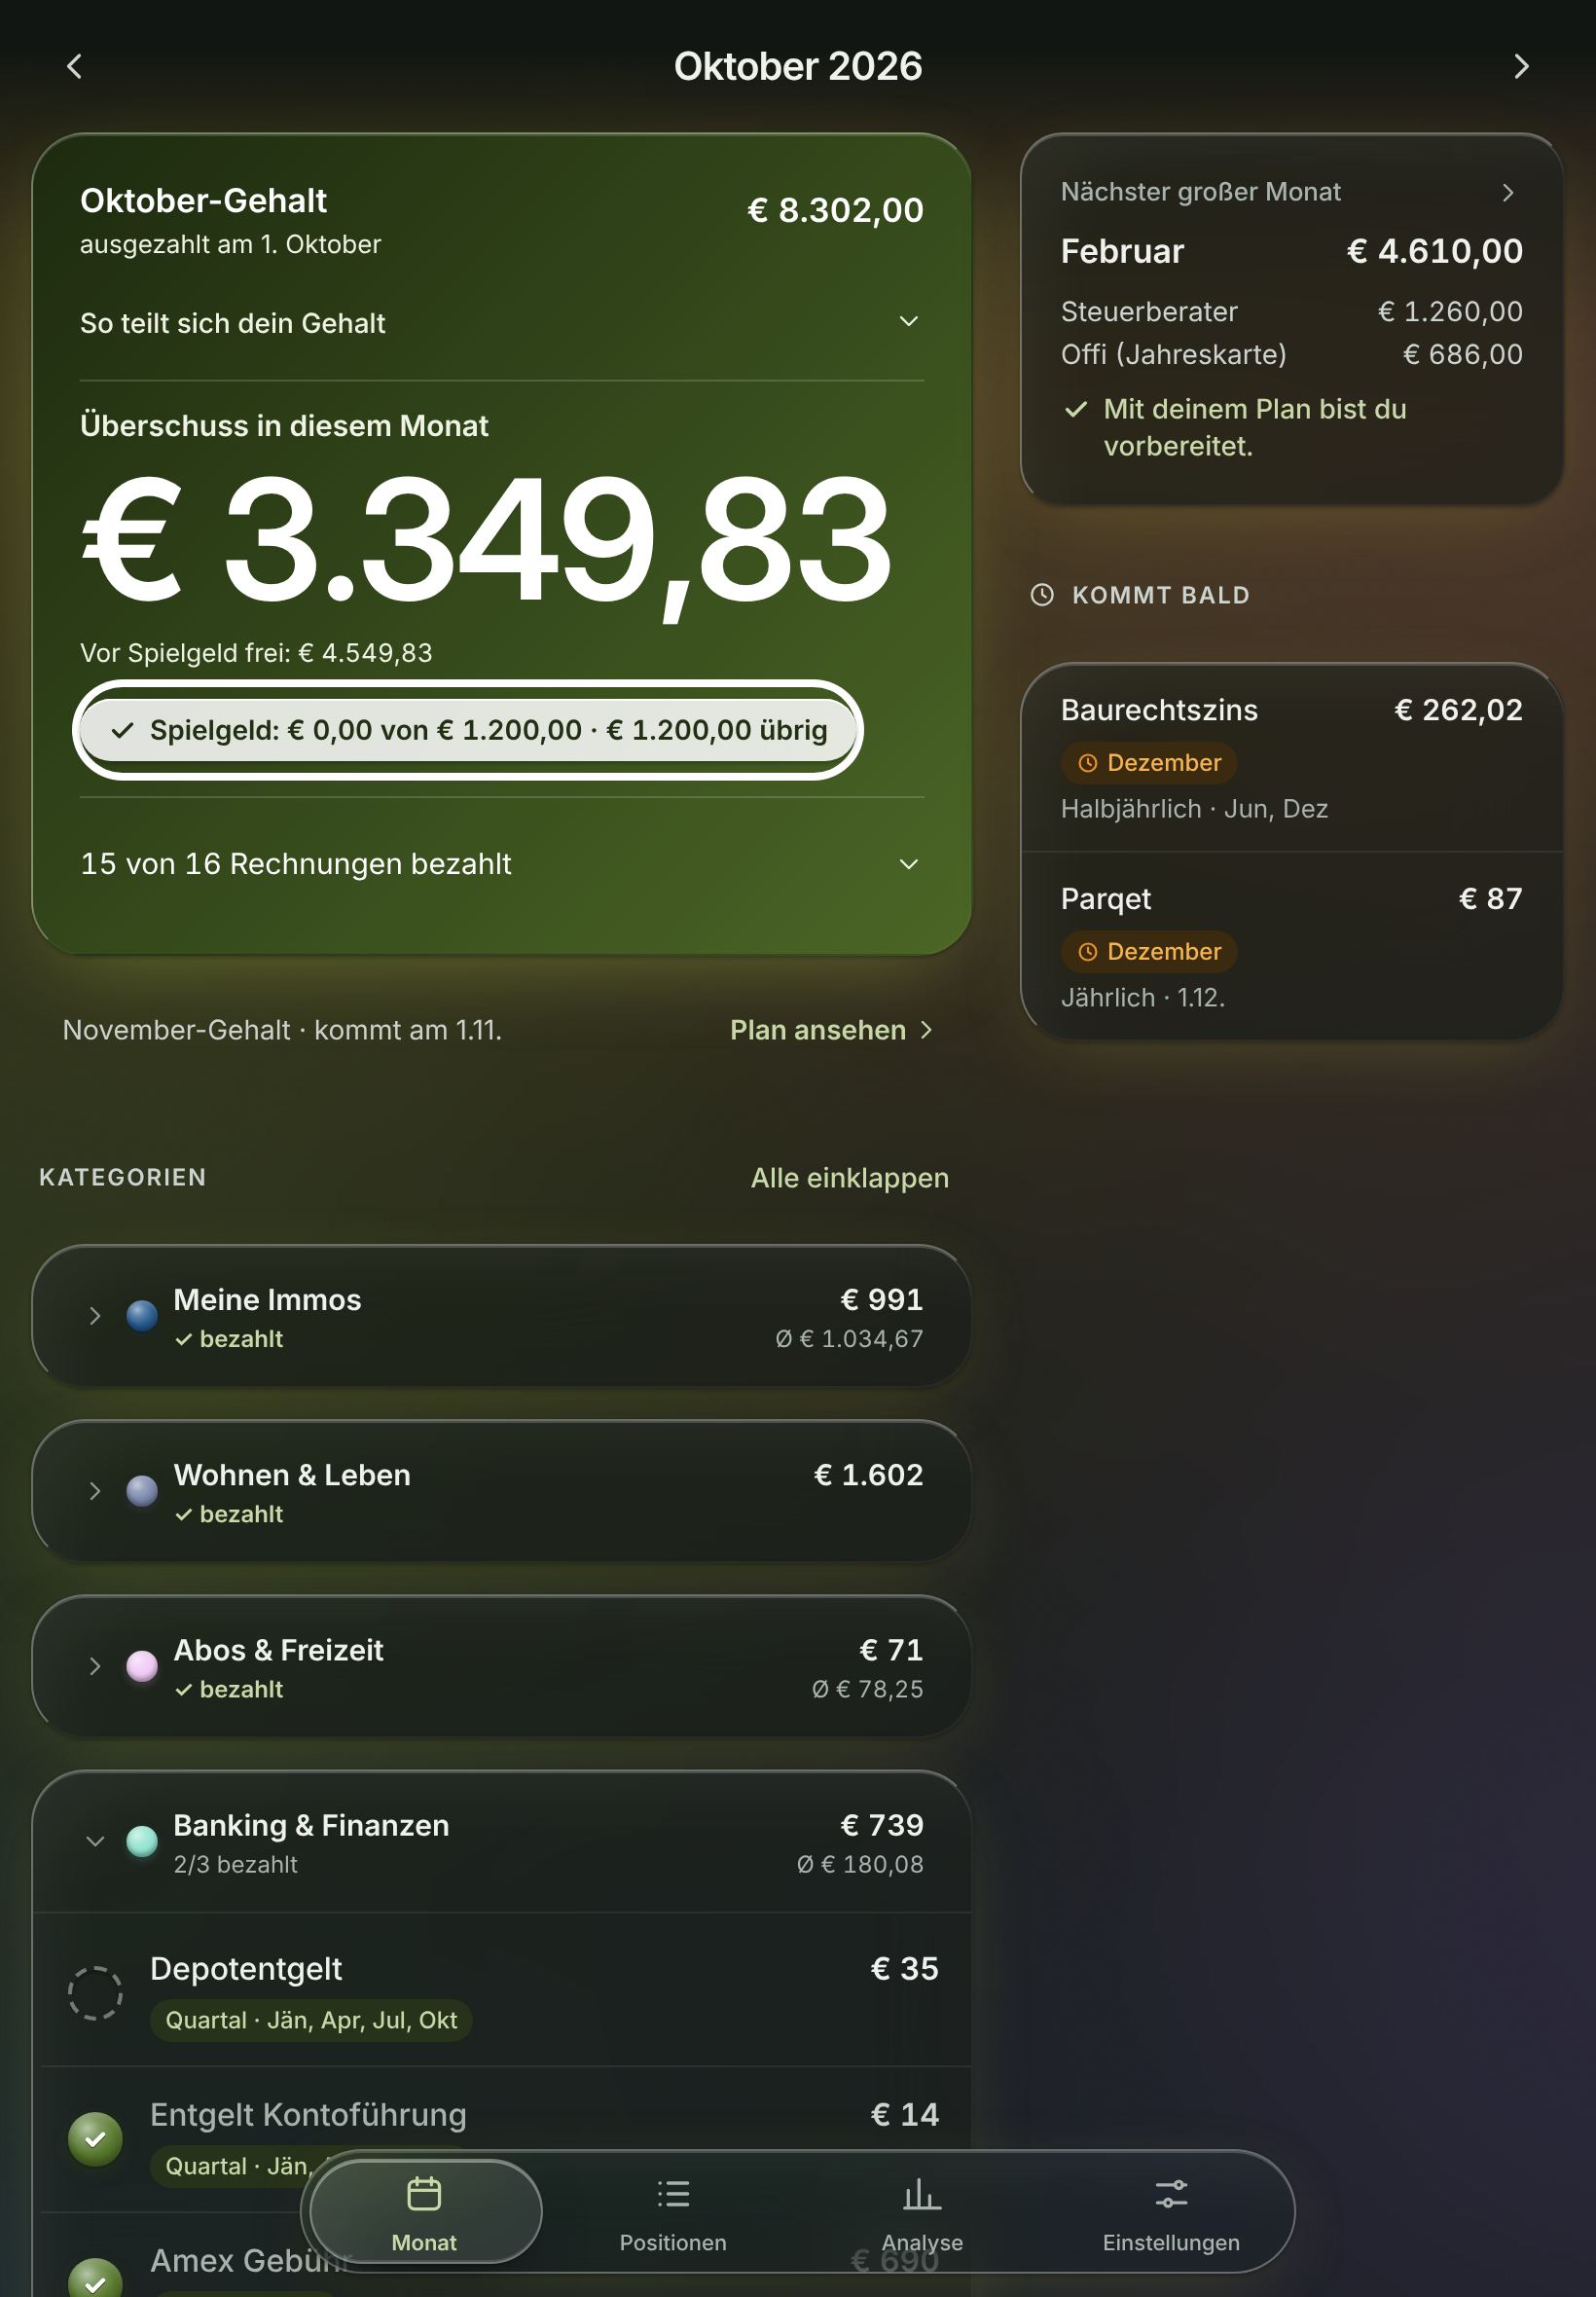 Oktober 2026
Oktober-Gehalt
€ 8.302,00
ausgezahlt am 1. Oktober
So teilt sich dein Gehalt
Überschuss in diesem Monat
€ 3.349,83
Vor Spielgeld frei: € 4.549,83
Spielgeld: € 0,00 von € 1.200,00 · € 1.200,00 übrig
15 von 16 Rechnungen bezahlt
November-Gehalt · kommt am 1.11.
Plan ansehen
Nächster großer Monat
Februar € 4.610,00
Steuerberater € 1.260,00
Offi (Jahreskarte) € 686,00
Mit deinem Plan bist du
vorbereitet.
KOMMT BALD
Baurechtszins € 262,02
Dezember
Halbjährlich · Jun, Dez
Parqet € 87
Dezember
Jährlich · 1.12.
KATEGORIEN
Alle einklappen
Meine Immos € 991
bezahlt Ø € 1.034,67
Wohnen & Leben € 1.602
bezahlt
Abos & Freizeit € 71
bezahlt Ø € 78,25
Banking & Finanzen € 739
2/3 bezahlt Ø € 180,08
Depotentgelt € 35
Quartal · Jän, Apr, Jul, Okt
Entgelt Kontoführung € 14
Quartal · Jän,
Amex Gebühr € 690
Monat
Positionen
Analyse
Einstellungen